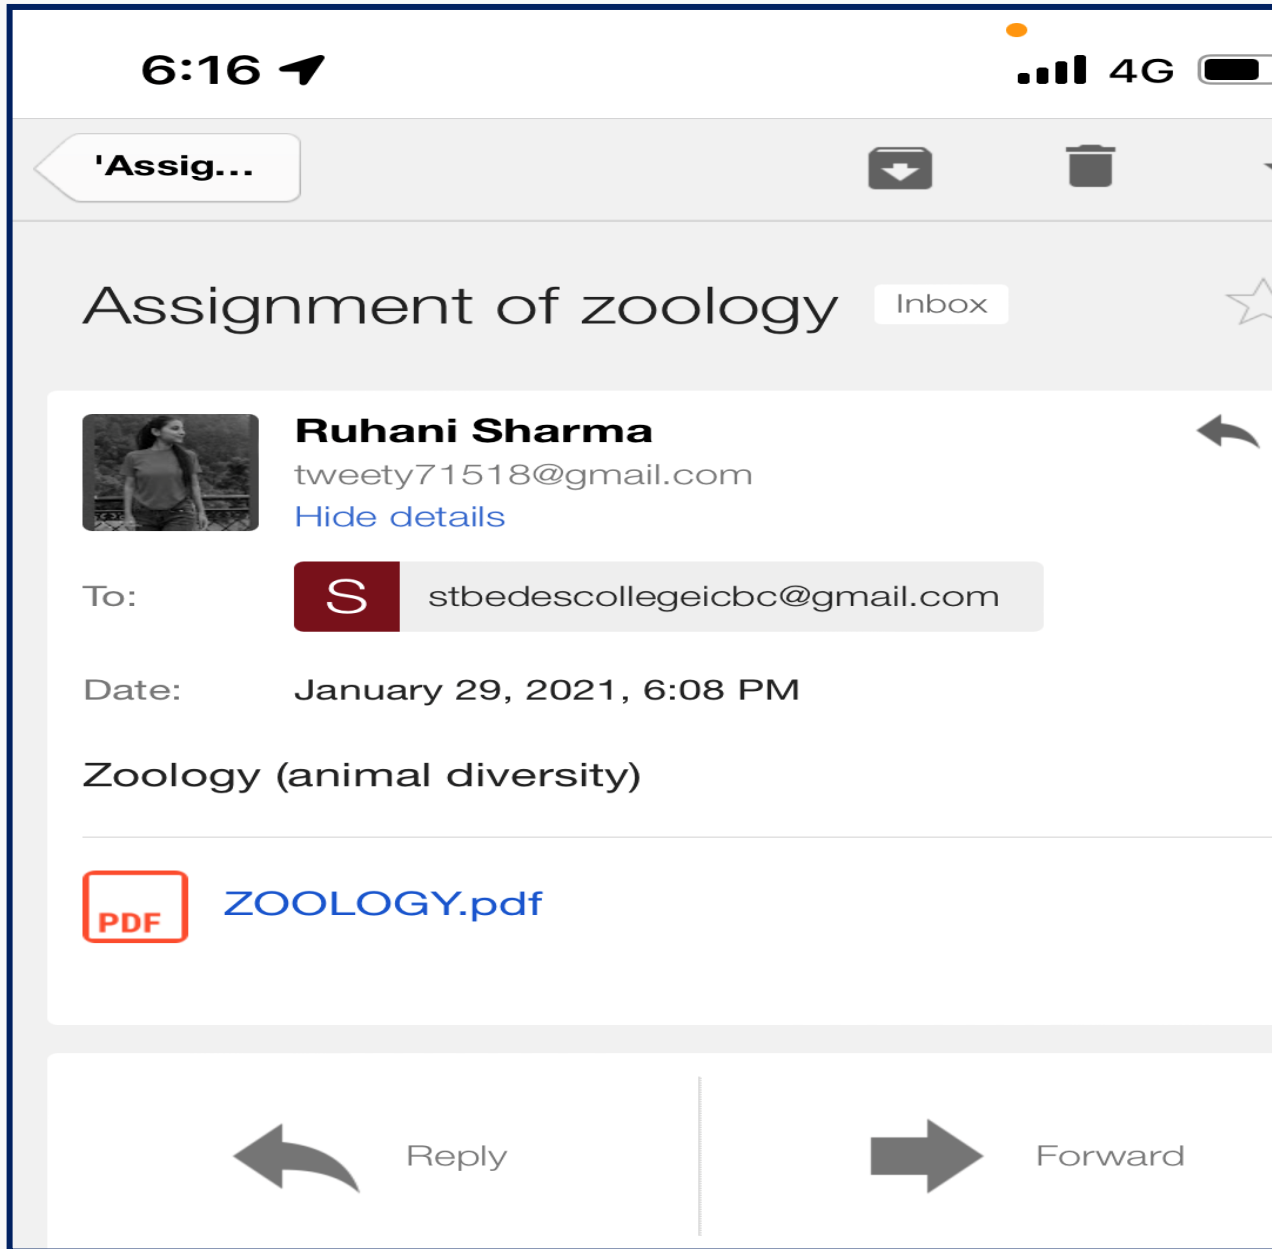 6:16 4G
'Assig...
Assignment of zoology Inbox
Ruhani Sharma
tweety71518@gmail.com
Hide details
To: S stbedescollegeicbc@gmail.com
Date: January 29, 2021, 6:08 PM
Zoology (animal diversity)
PDF ZOOLOGY.pdf
Reply Forward